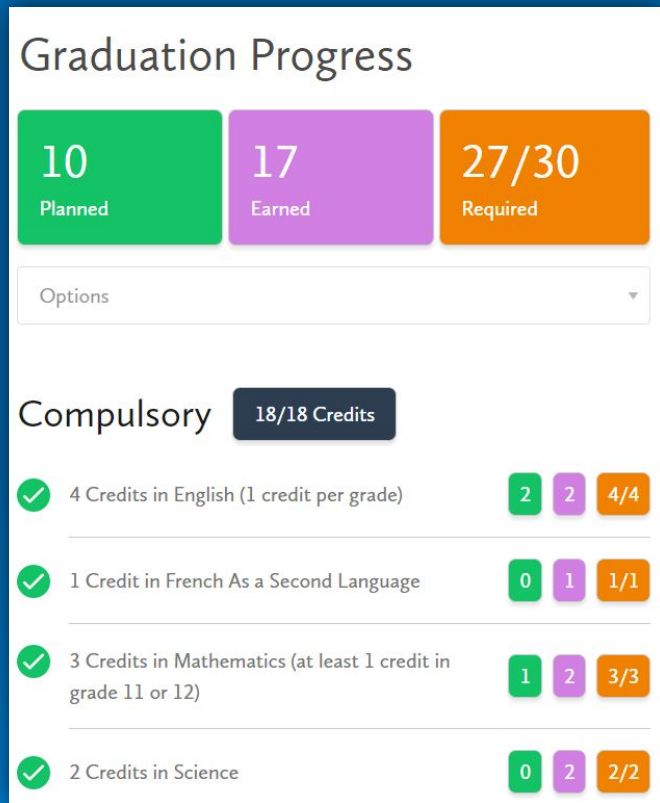 Graduation Progress
10
Planned
17
Earned
27/30
Required
Options
Compulsory
18/18 Credits
4 Credits in English (1 credit per grade)
2 2 4/4
1 Credit in French As a Second Language
0 1 1/1
3 Credits in Mathematics (at least 1 credit in
grade 11 or 12)
1 2 3/3
2 Credits in Science
0 2 2/2